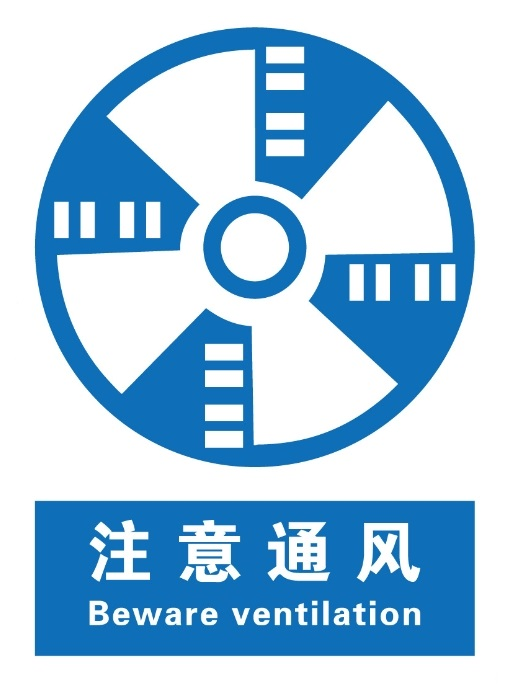 注意通风
Beware ventilation